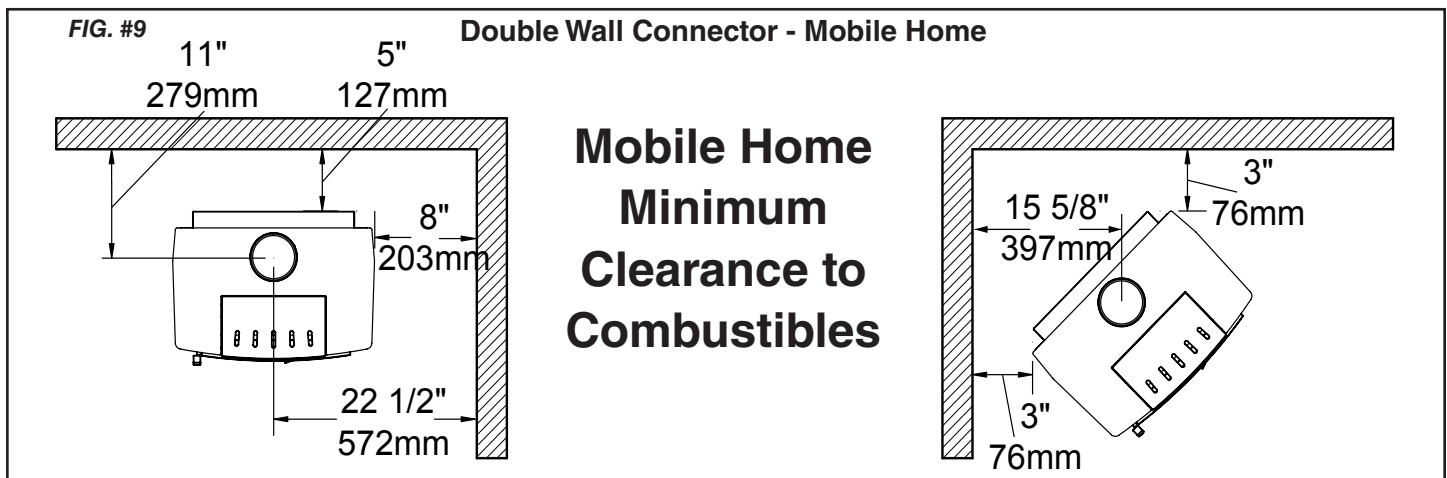 FIG. #9
Double Wall Connector - Mobile Home
11"
279mm
5"
127mm
8"
203mm
22 1/2"
572mm
Mobile Home
Minimum
Clearance to
Combustibles
15 5/8"
397mm
3"
76mm
3"
76mm